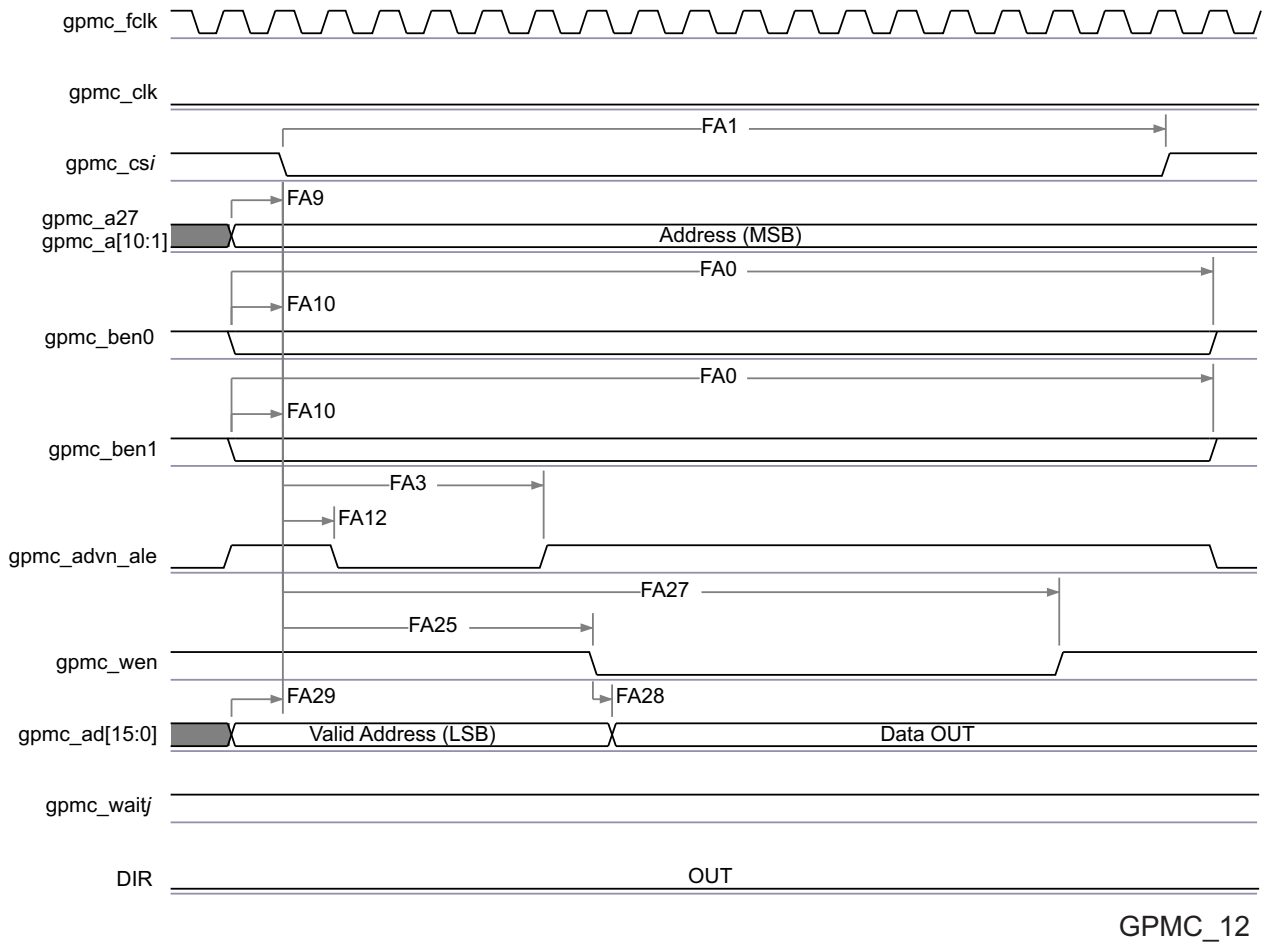 gpmc_fclk
gpmc_clk
FA1
gpmc_csi
FA9
gpmc_a27
gpmc_a[10:1]
Address (MSB)
FA0
FA10
gpmc_ben0
FA0
FA10
gpmc_ben1
FA3
FA12
gpmc_advn_ale
FA27
FA25
gpmc_wen
FA29
FA28
gpmc_ad[15:0]
Valid Address (LSB)
Data OUT
gpmc_waitj
DIR
OUT
GPMC_12